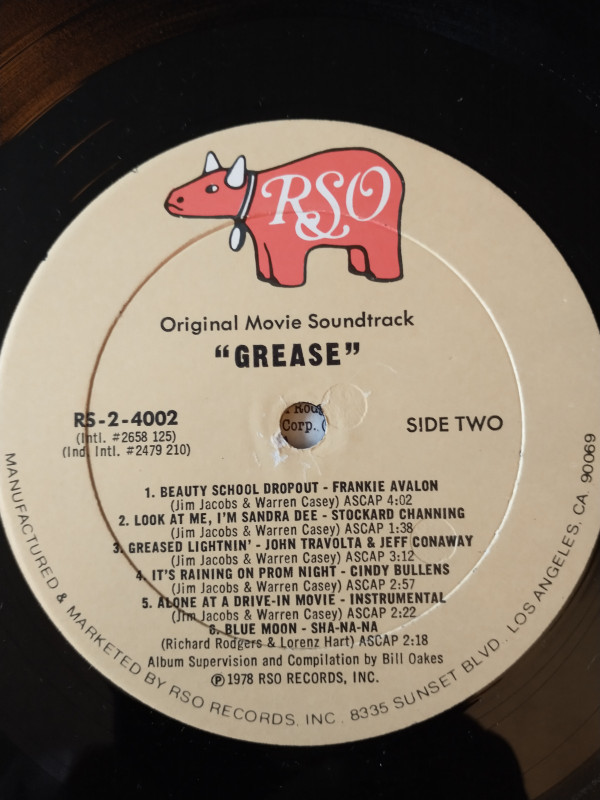 RSO
Original Movie Soundtrack
"GREASE"
RS-2-4002
(Intl. #2658 125)
(Ind. Intl. #2479 210)
Corp. (
SIDE TWO
1. BEAUTY SCHOOL DROPOUT - FRANKIE AVALON
(Jim Jacobs & Warren Casey) ASCAP 4:02
2. LOOK AT ME, I'M SANDRA DEE - STOCKARD CHANNING
(Jim Jacobs & Warren Casey) ASCAP 1:38
3. GREASED LIGHTNIN' - JOHN TRAVOLTA & JEFF CONAWAY
(Jim Jacobs & Warren Casey) ASCAP 3:12
4. IT'S RAINING ON PROM NIGHT - CINDY BULLENS
(Jim Jacobs & Warren Casey) ASCAP 2:57
5. ALONE AT A DRIVE-IN MOVIE - INSTRUMENTAL
(Jim Jacobs & Warren Casey) ASCAP 2:22
6. BLUE MOON - SHA-NA-NA
(Richard Rodgers & Lorenz Hart) ASCAP 2:18
Album Supervision and Compilation by Bill Oakes
℗1978 RSO RECORDS, INC.
MANUFACTURED & MARKETED BY RSO RECORDS, INC. 8335 SUNSET BLVD. LOS ANGELES, CA. 90069